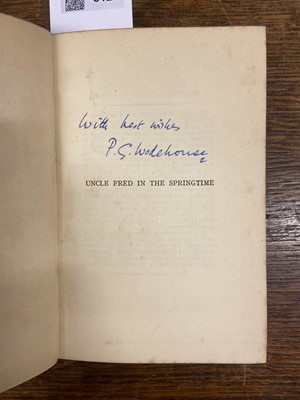 With best wishes
P. G. Wodehouse
UNCLE FRED IN THE SPRINGTIME